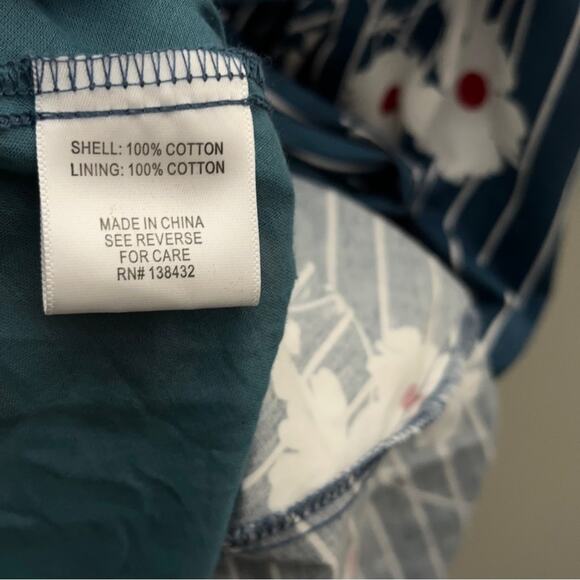 SHELL: 100% COTTON
LINING: 100% COTTON
MADE IN CHINA
SEE REVERSE
FOR CARE
RN# 138432